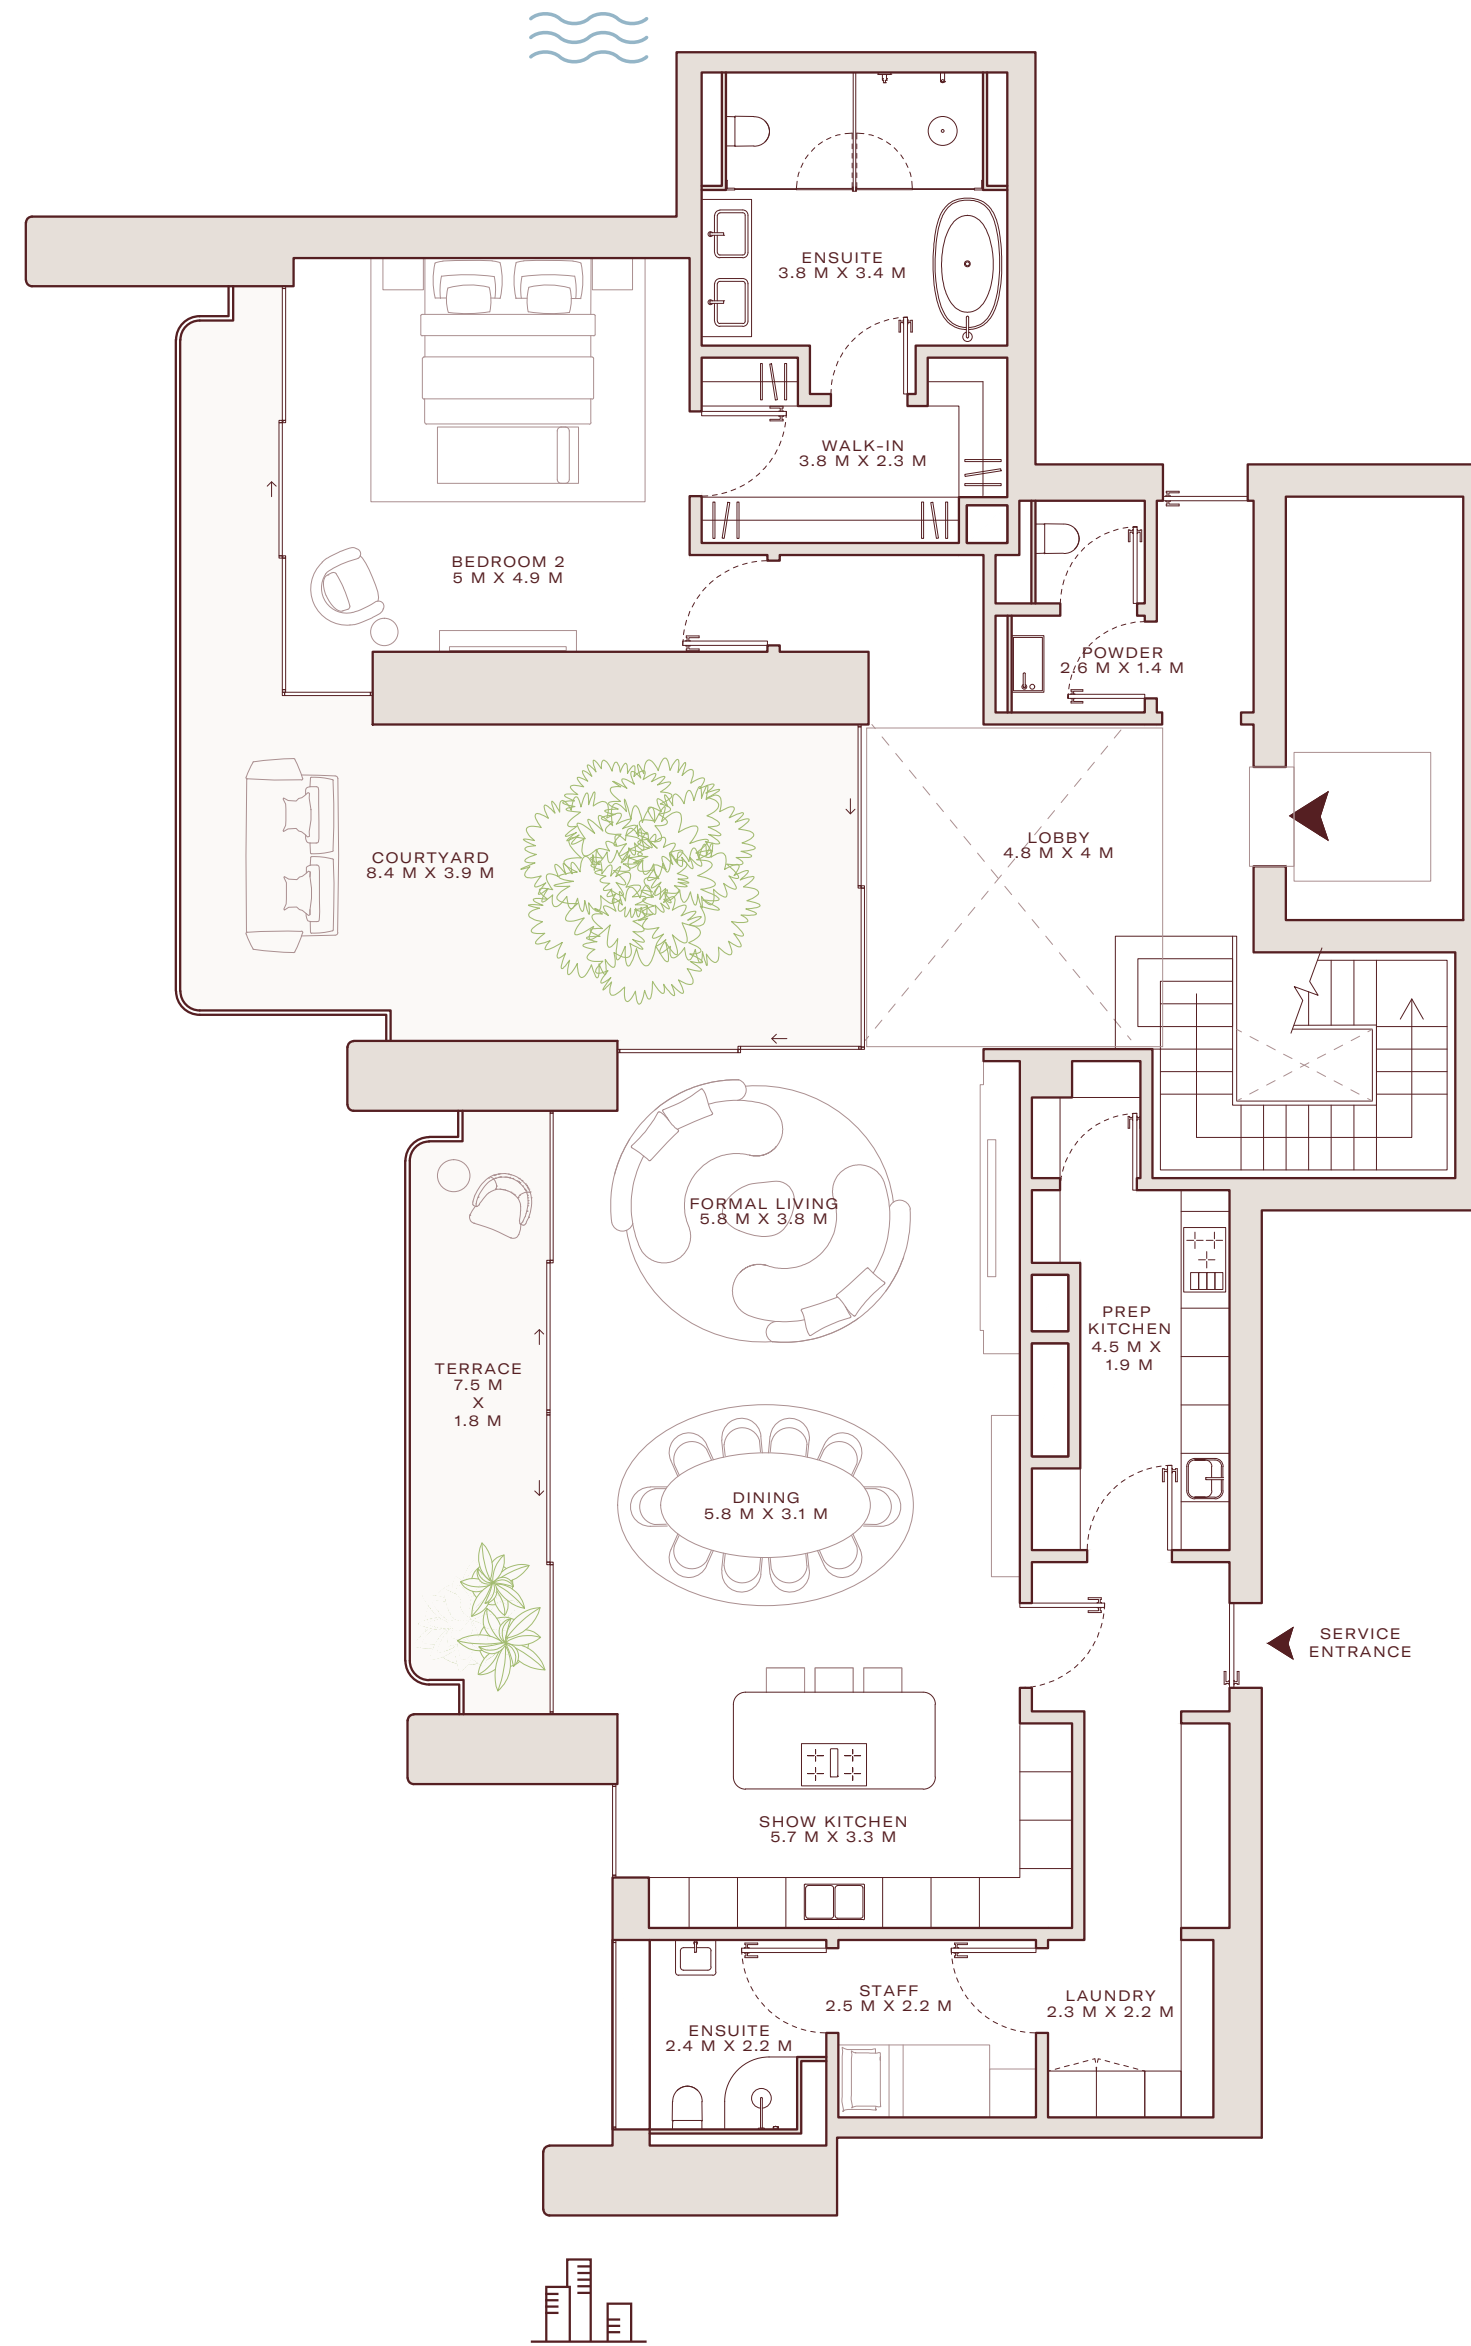 ENSUITE
3.8 M X 3.4 M
WALK-IN
3.8 M X 2.3 M
BEDROOM 2
5 M X 4.9 M
POWDER
2.6 M X 1.4 M
LOBBY
4.8 M X 4 M
COURTYARD
8.4 M X 3.9 M
FORMAL LIVING
5.8 M X 3.8 M
PREP
KITCHEN
4.5 M X
1.9 M
TERRACE
7.5 M
X
1.8 M
DINING
5.8 M X 3.1 M
SERVICE
ENTRANCE
SHOW KITCHEN
5.7 M X 3.3 M
STAFF
2.5 M X 2.2 M
LAUNDRY
2.3 M X 2.2 M
ENSUITE
2.4 M X 2.2 M